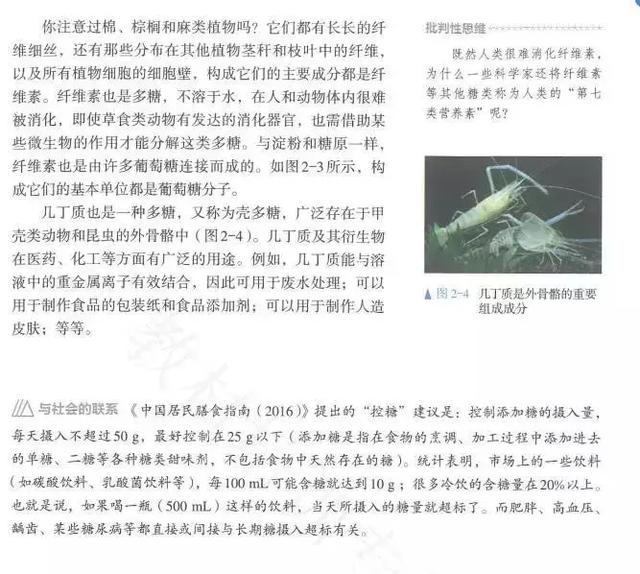 你注意过棉、棕榈和麻类植物吗？它们都有长长的纤
维细丝，还有那些分布在其他植物茎秆和枝叶中的纤维，
以及所有植物细胞的细胞壁，构成它们的主要成分都是纤
维素。纤维素也是多糖，不溶于水，在人和动物体内很难
被消化，即使草食类动物有发达的消化器官，也需借助某
些微生物的作用才能分解这类多糖。与淀粉和糖原一样，
纤维素也是由许多葡萄糖连接而成的。如图2-3所示，构
成它们的基本单位都是葡萄糖分子。
几丁质也是一种多糖，又称为壳多糖，广泛存在于甲
壳类动物和昆虫的外骨骼中（图2-4）。几丁质及其衍生物
在医药、化工等方面有广泛的用途。例如，几丁质能与溶
液中的重金属离子有效结合，因此可用于废水处理；可以
用于制作食品的包装纸和食品添加剂；可以用于制作人造
皮肤；等等。
批判性思维
既然人类很难消化纤维素，
为什么一些科学家还将纤维素
等其他糖类称为人类的“第七
类营养素”呢？
图2-4 几丁质是外骨骼的重要
组成成分
与社会的联系 《中国居民膳食指南（2016）》提出的“控糖”建议是：控制添加糖的摄入量，
每天摄入不超过50 g，最好控制在25 g以下（添加糖是指在食物的烹调、加工过程中添加进去
的单糖、二糖等各种糖类甜味剂，不包括食物中天然存在的糖）。统计表明，市场上的一些饮料
（如碳酸饮料、乳酸菌饮料等），每100 mL可能含糖就达到10 g；很多冷饮的含糖量在20%以上。
也就是说，如果喝一瓶（500 mL）这样的饮料，当天所摄入的糖量就超标了。而肥胖、高血压、
龋齿、某些糖尿病等都直接或间接与长期糖摄入超标有关。